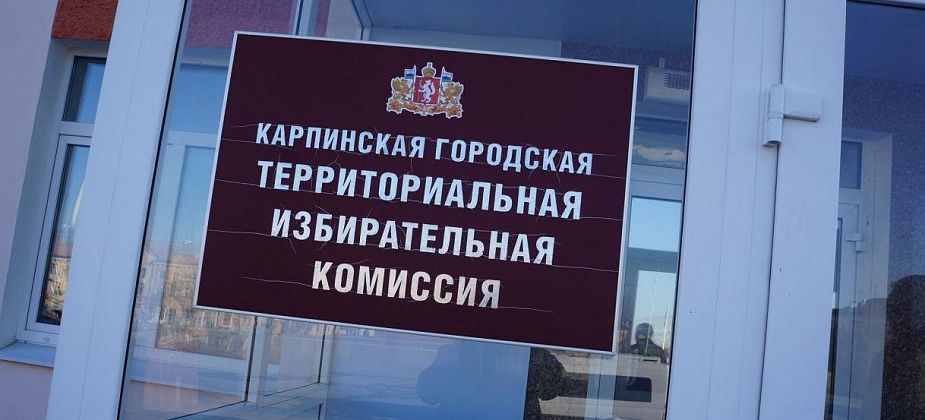 КАРПИНСКАЯ ГОРОДСКАЯ
ТЕРРИТОРИАЛЬНАЯ
ИЗБИРАТЕЛЬНАЯ
КОМИССИЯ